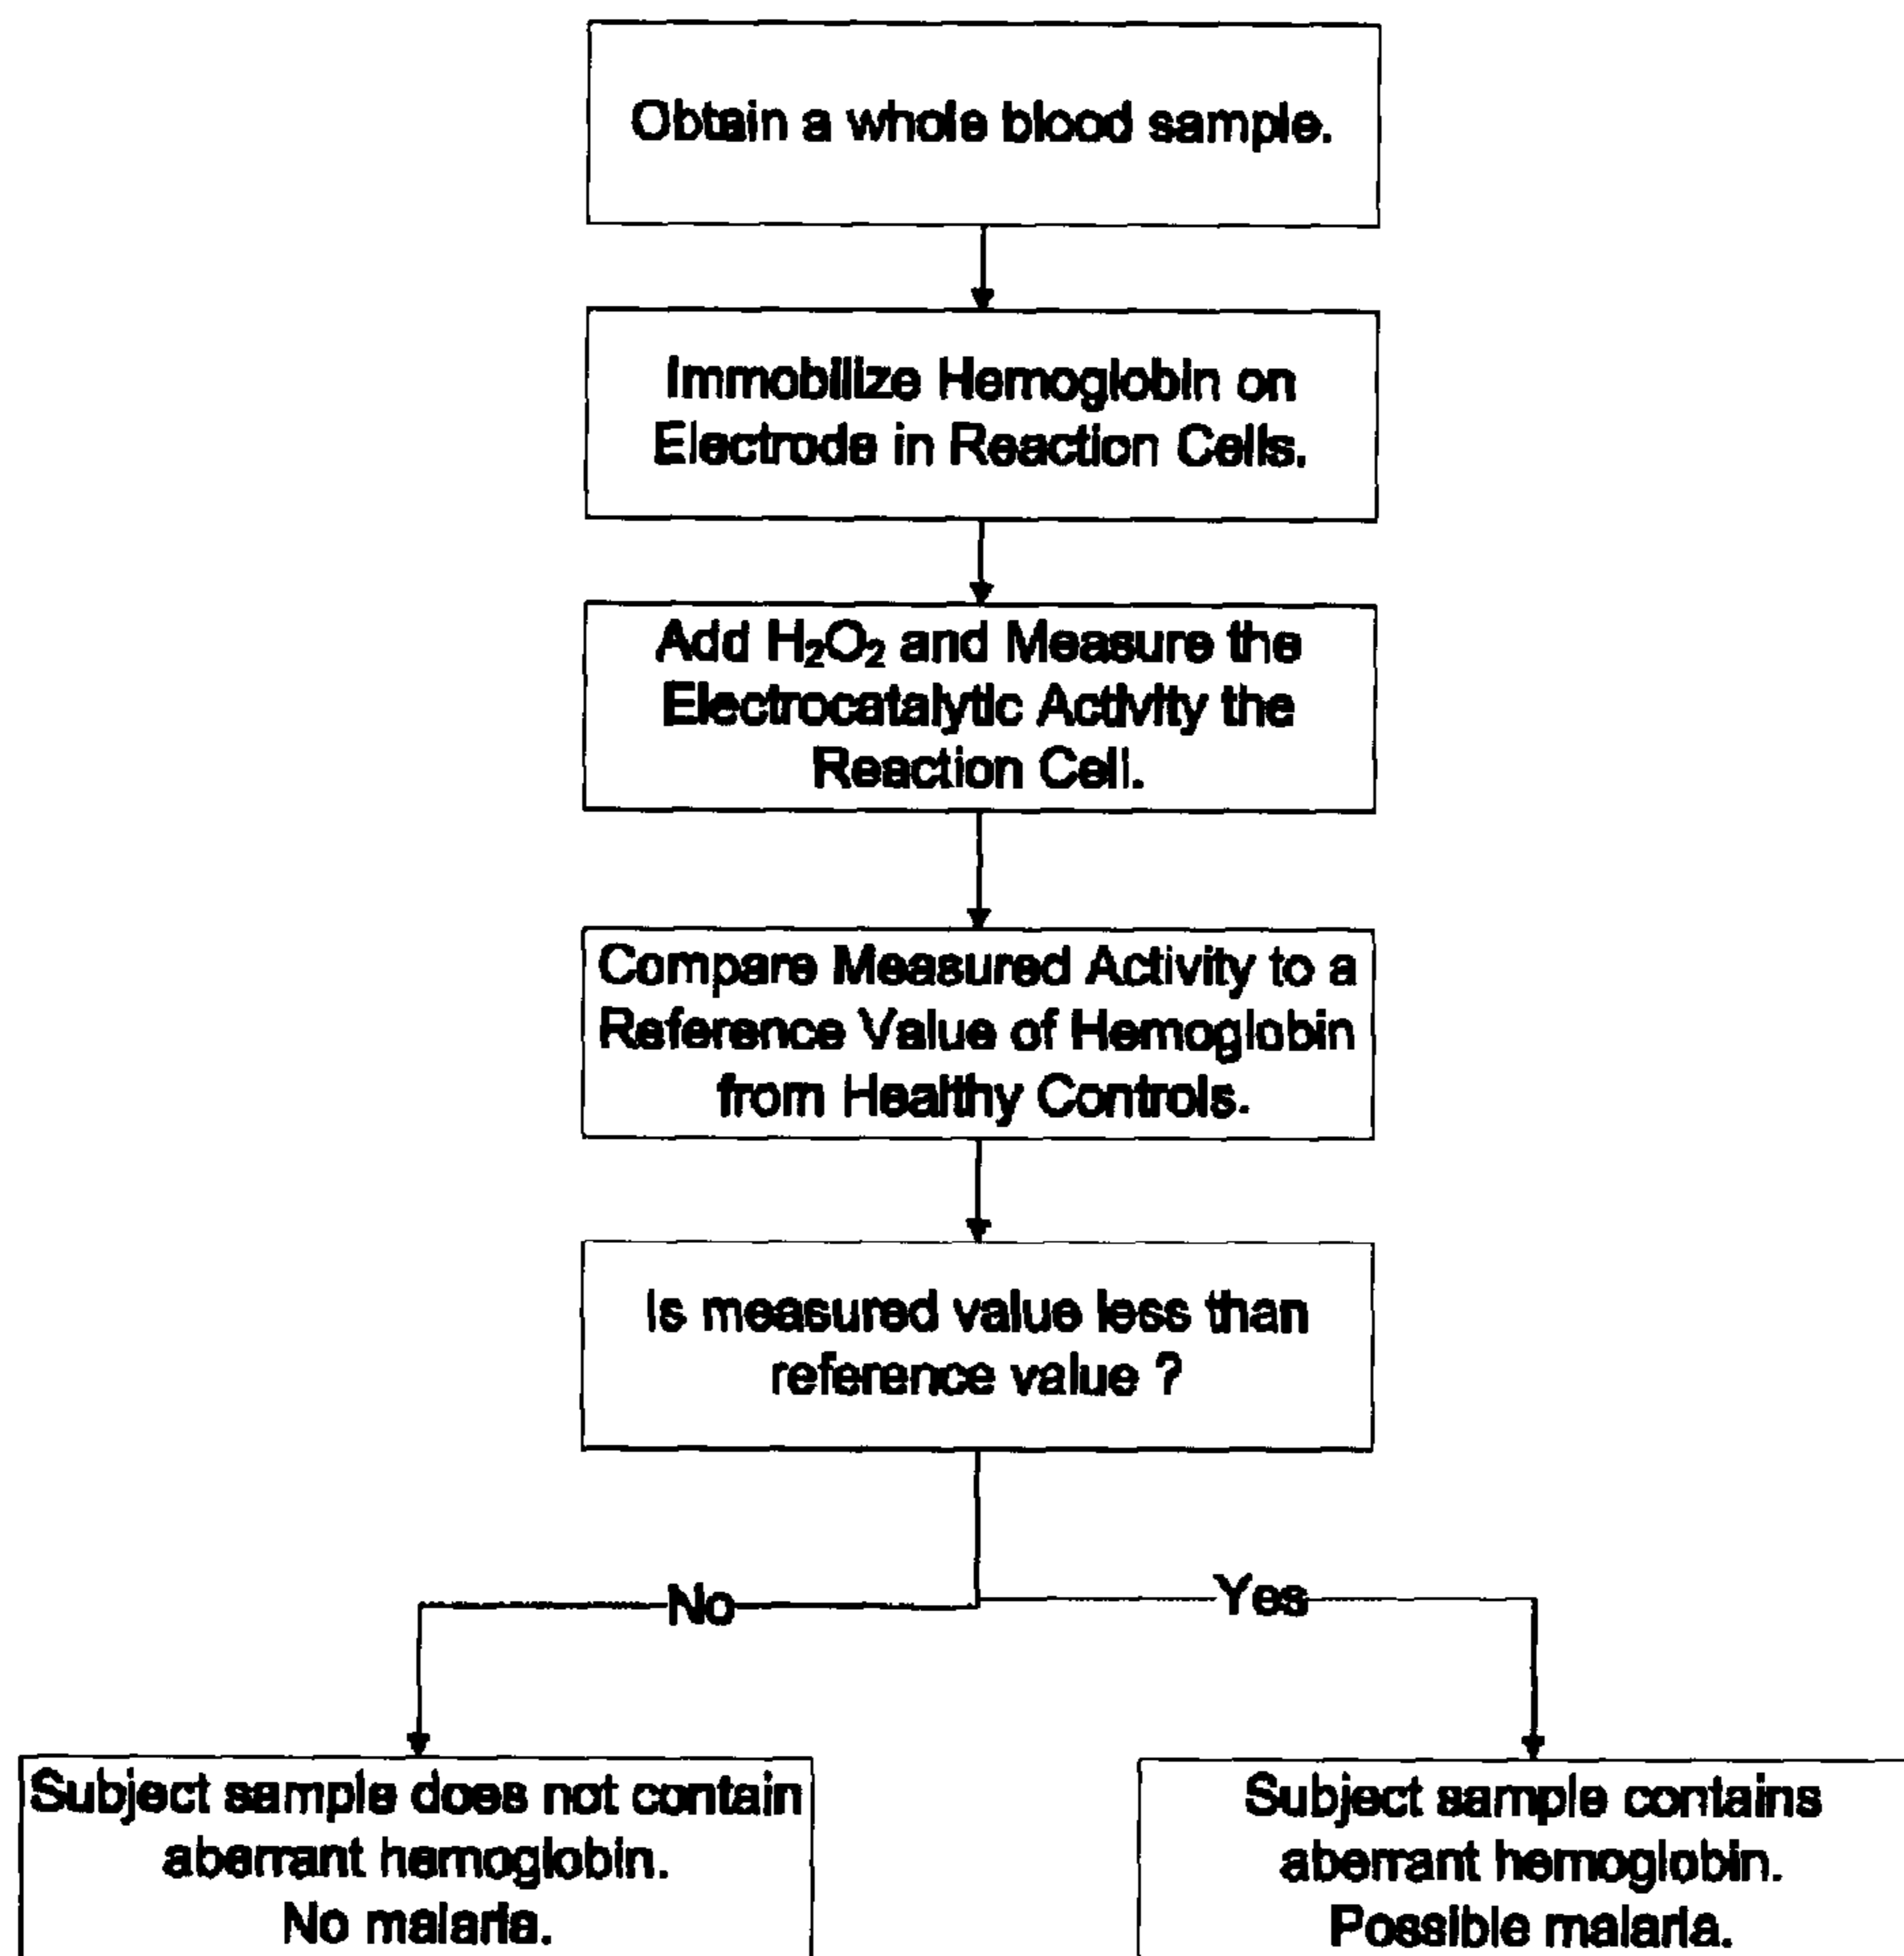 Obtain a whole blood sample.
Immobilize Hemoglobin on
Electrode in Reaction Cells.
Add H₂O₂ and Measure the
Electrocatalytic Activity the
Reaction Cell.
Compare Measured Activity to a
Reference Value of Hemoglobin
from Healthy Controls.
Is measured value less than
reference value ?
No
Yes
Subject sample does not contain
aberrant hemoglobin.
No malaria.
Subject sample contains
aberrant hemoglobin.
Possible malaria.